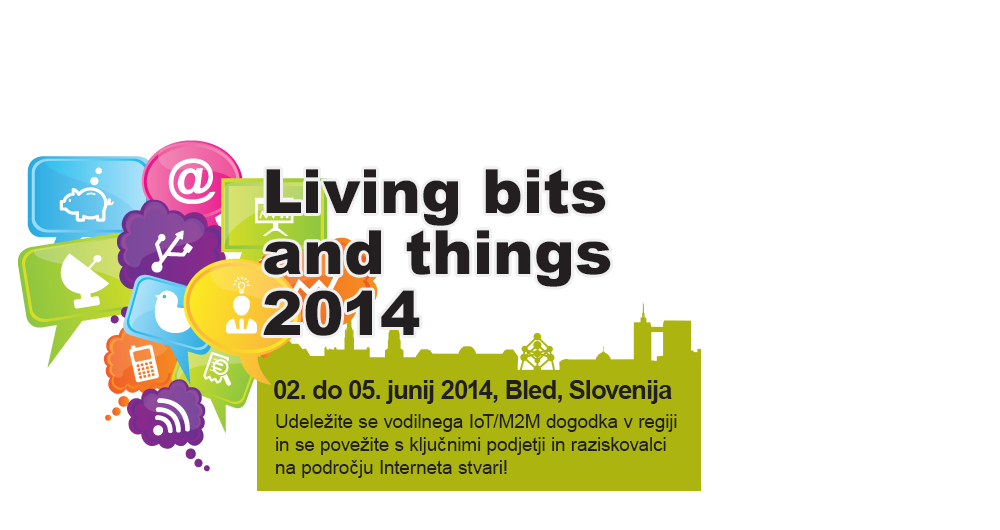 @
Living bits
and things
2014
02. do 05. junij 2014, Bled, Slovenija
Udeležite se vodilnega IoT/M2M dogodka v regiji
in se povežite s ključnimi podjetji in raziskovalci
na področju Interneta stvari!